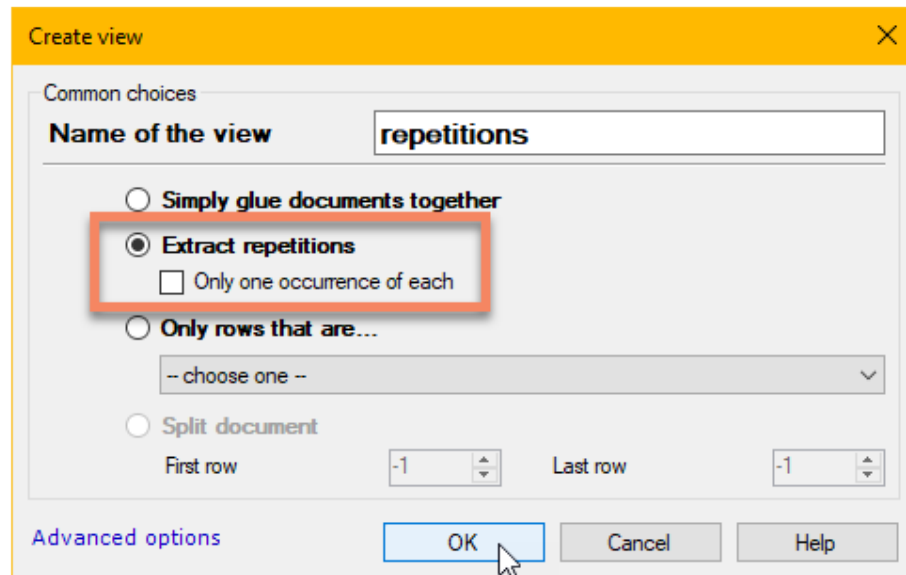 Create view
Common choices
Name of the view repetitions
Simply glue documents together
Extract repetitions
Only one occurrence of each
Only rows that are...
-- choose one --
Split document
First row -1 Last row -1
Advanced options OK Cancel Help